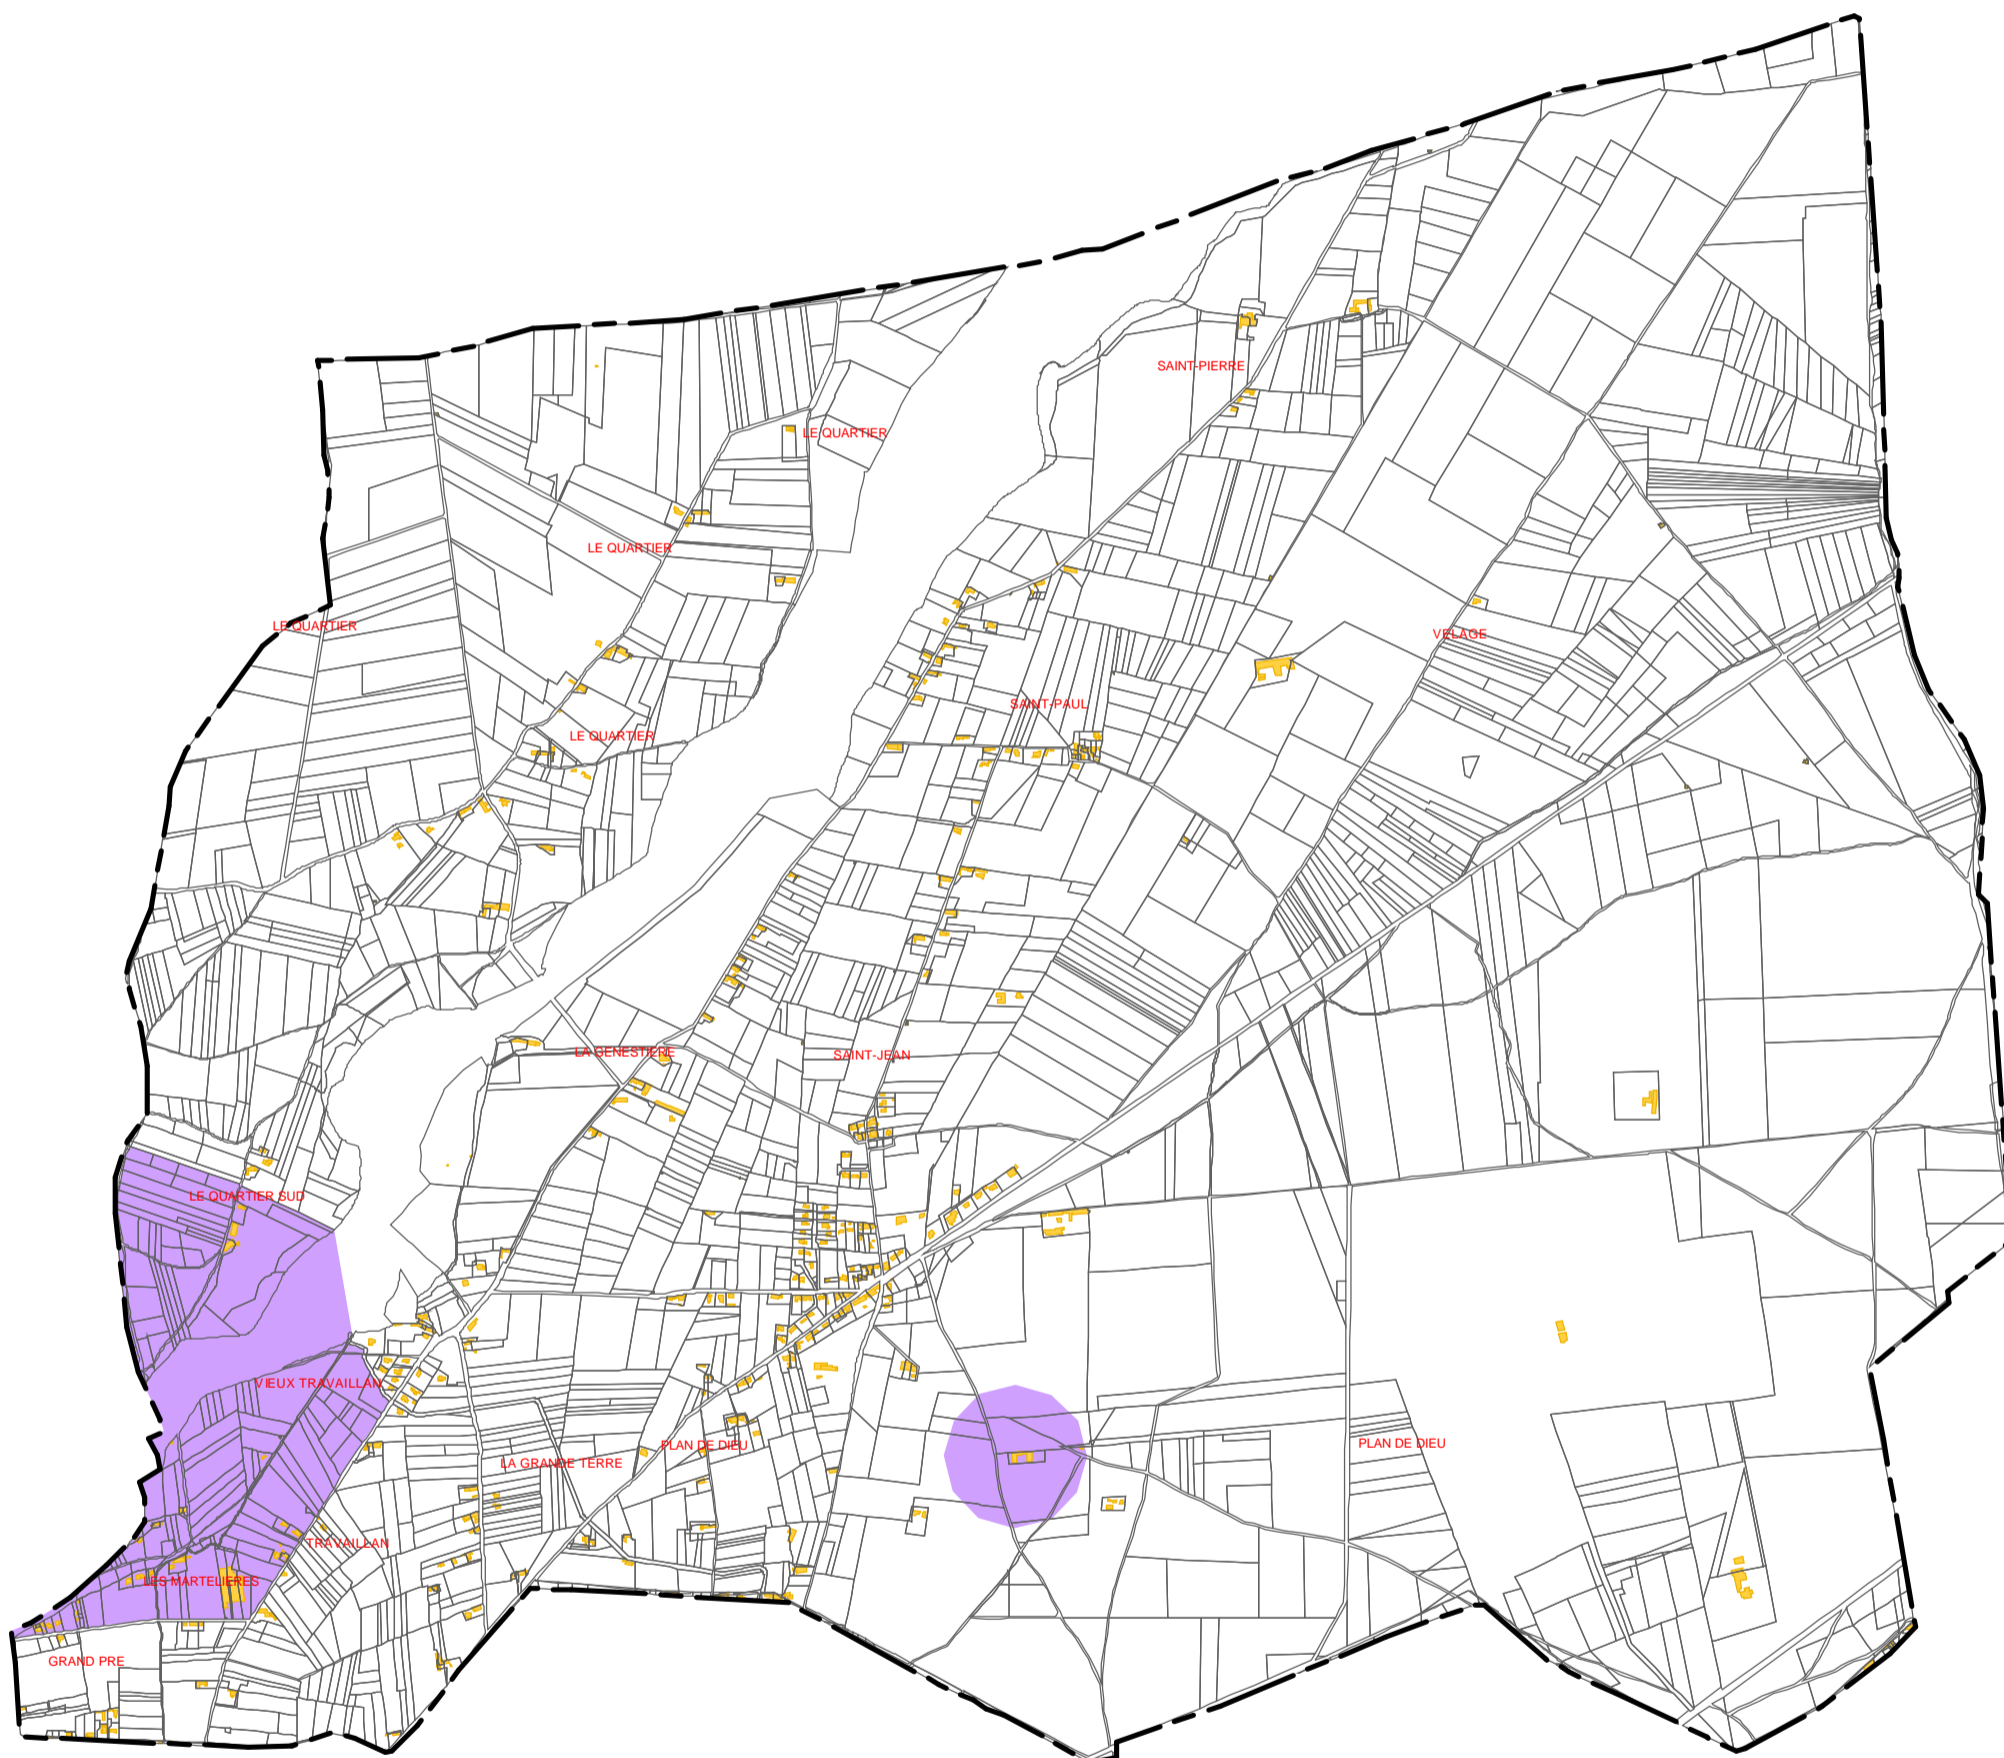 SAINT-PIERRE
LE QUARTIER
LE QUARTIER
LE QUARTIER
VELAGE
SAINT-PAUL
LE QUARTIER
LA GENESTIERE
SAINT-JEAN
LE QUARTIER SUD
VIEUX TRAVAILLAN
PLAN DE DIEU
PLAN DE DIEU
LA GRANDE TERRE
TRAVAILLAN
LES MARTELIERES
GRAND PRE